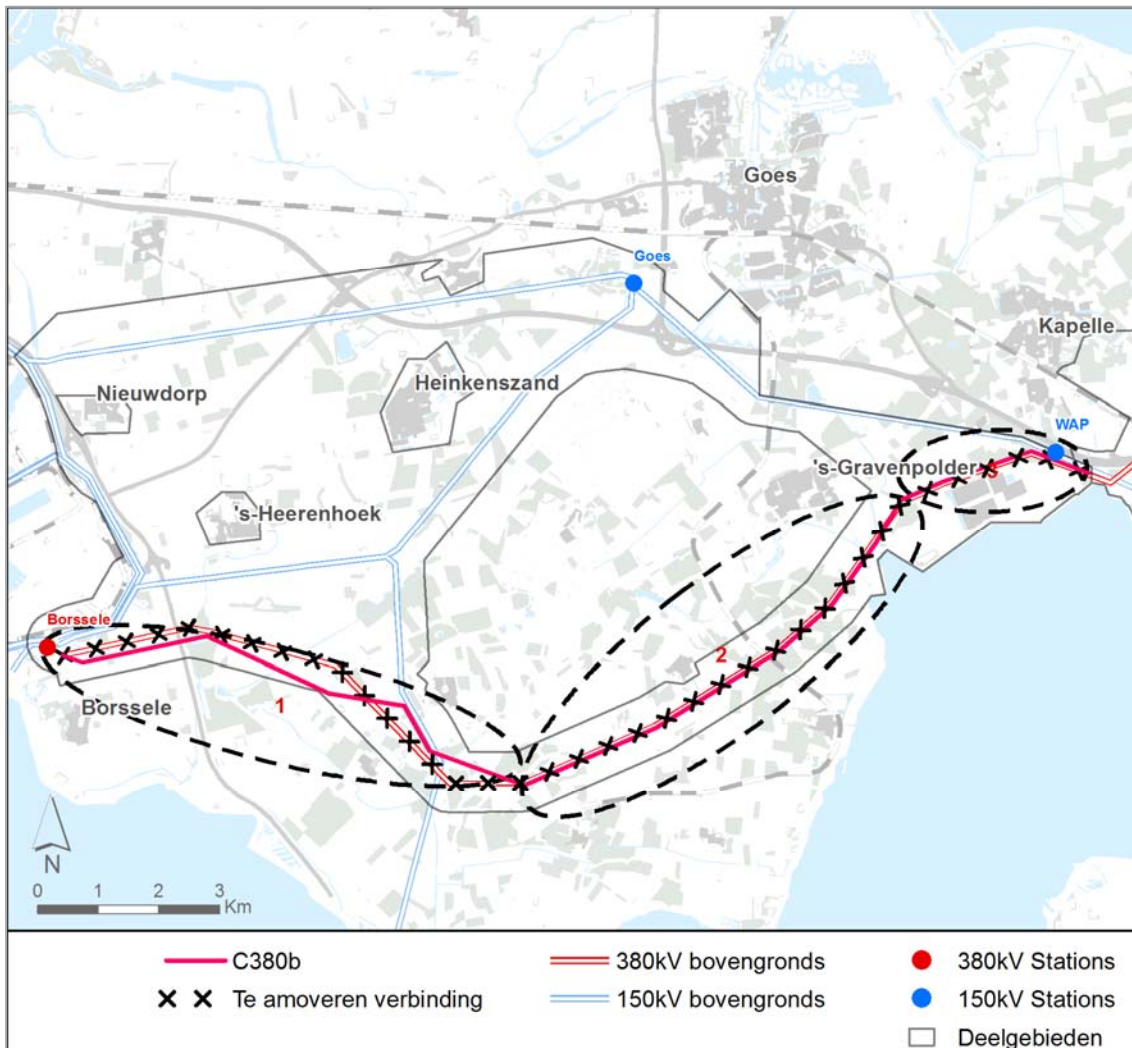 Goes
Goes
Kapelle
Heinkenszand
Nieuwdorp
WAP
's-Gravenpolder
3
's-Heerenhoek
Borssele
2
Borssele
1
N
0 1 2 3
Km
C380b
380kV bovengronds
380kV Stations
Te amoveren verbinding
150kV bovengronds
150kV Stations
Deelgebieden